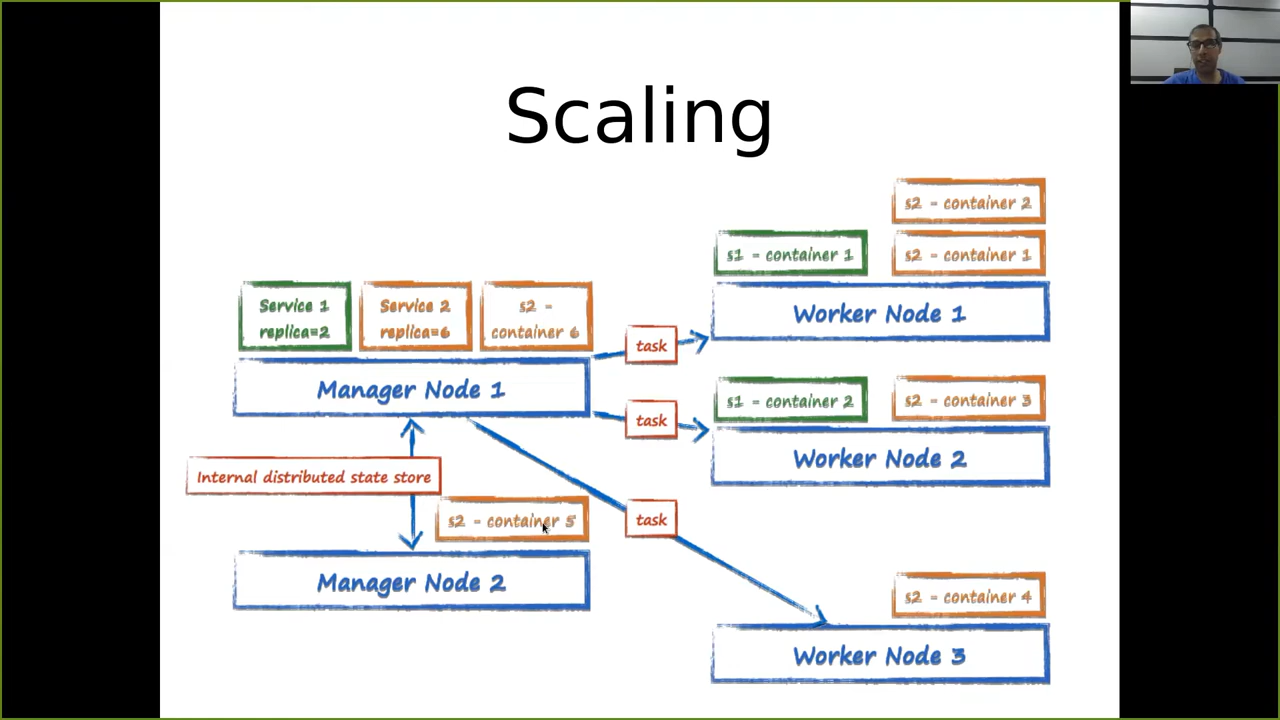 Scaling
s2 - container 2
s1 - container 1
s2 - container 1
Worker Node 1
Service 1
replica=2
Service 2
replica=6
s2 -
container 6
Manager Node 1
task
task
s1 - container 2
s2 - container 3
Worker Node 2
Internal distributed state store
s2 - container 5
task
Manager Node 2
s2 - container 4
Worker Node 3